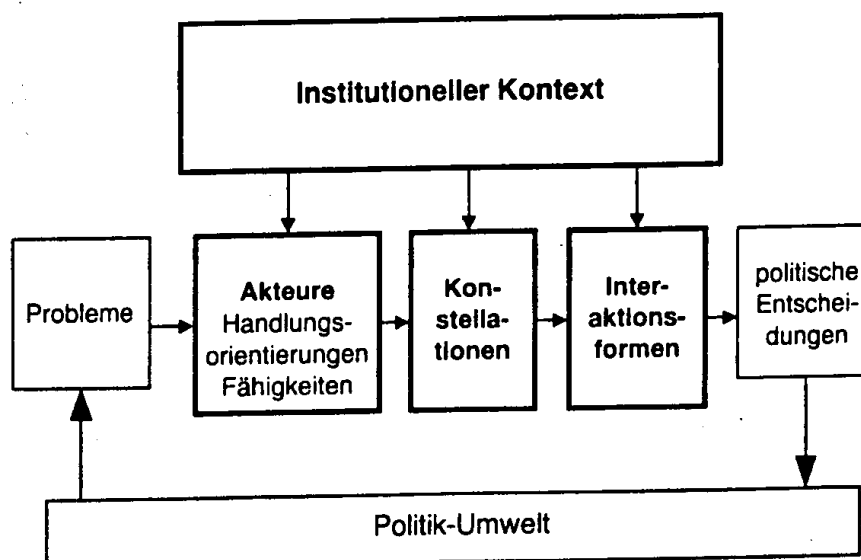 Institutioneller Kontext
Probleme
Akteure
Handlungs-
orientierungen
Fähigkeiten
Kon-
stella-
tionen
Inter-
aktions-
formen
politische
Entschei-
dungen
Politik-Umwelt